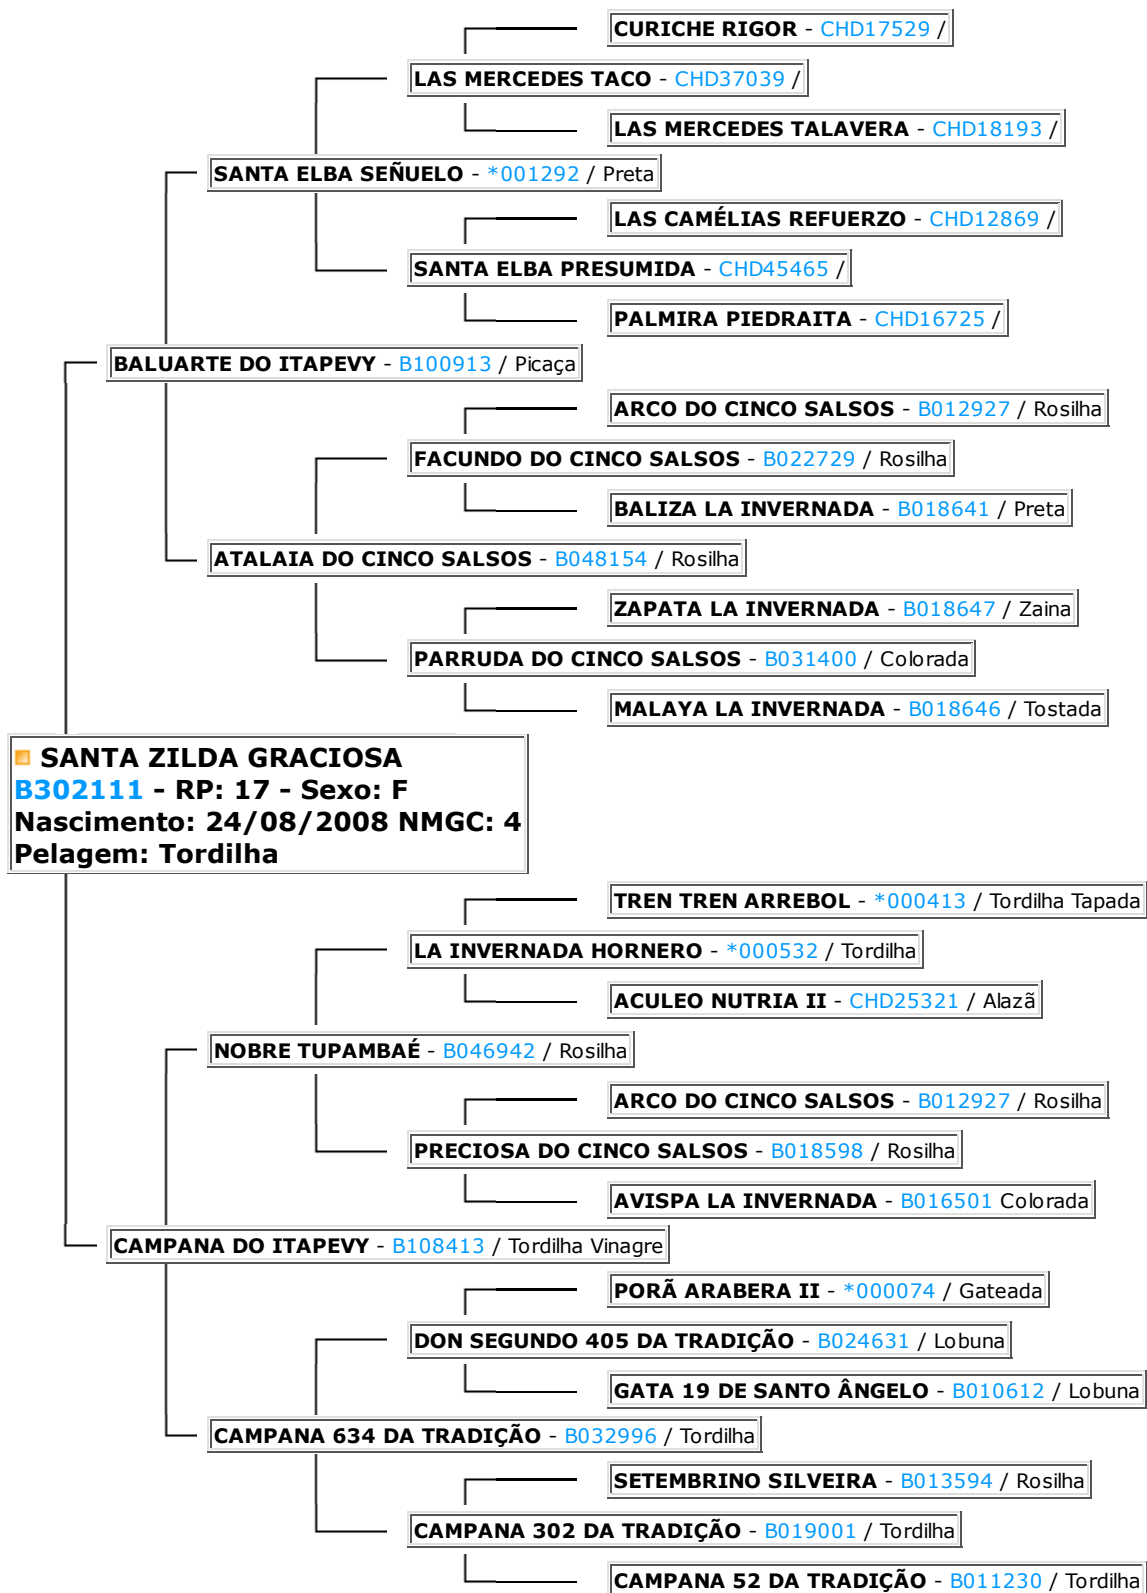 CURICHE RIGOR - CHD17529 /
LAS MERCEDES TACO - CHD37039 /
LAS MERCEDES TALAVERA - CHD18193 /
SANTA ELBA SEÑUELO - *001292 / Preta
LAS CAMÉLIAS REFUERZO - CHD12869 /
SANTA ELBA PRESUMIDA - CHD45465 /
PALMIRA PIEDRAITA - CHD16725 /
BALUARTE DO ITAPEVY - B100913 / Picaça
ARCO DO CINCO SALSOS - B012927 / Rosilha
FACUNDO DO CINCO SALSOS - B022729 / Rosilha
BALIZA LA INVERNADA - B018641 / Preta
ATALAIA DO CINCO SALSOS - B048154 / Rosilha
ZAPATA LA INVERNADA - B018647 / Zaina
PARRUDA DO CINCO SALSOS - B031400 / Colorada
MALAYA LA INVERNADA - B018646 / Tostada
SANTA ZILDA GRACIOSA
B302111 - RP: 17 - Sexo: F
Nascimento: 24/08/2008 NMGC: 4
Pelagem: Tordilha
TREN TREN ARREBOL - *000413 / Tordilha Tapada
LA INVERNADA HORNERO - *000532 / Tordilha
ACULEO NUTRIA II - CHD25321 / Alazã
NOBRE TUPAMBAÉ - B046942 / Rosilha
ARCO DO CINCO SALSOS - B012927 / Rosilha
PRECIOSA DO CINCO SALSOS - B018598 / Rosilha
AVISPA LA INVERNADA - B016501 Colorada
CAMPANA DO ITAPEVY - B108413 / Tordilha Vinagre
PORÃ ARABERA II - *000074 / Gateada
DON SEGUNDO 405 DA TRADIÇÃO - B024631 / Lobuna
GATA 19 DE SANTO ÂNGELO - B010612 / Lobuna
CAMPANA 634 DA TRADIÇÃO - B032996 / Tordilha
SETEMBRINO SILVEIRA - B013594 / Rosilha
CAMPANA 302 DA TRADIÇÃO - B019001 / Tordilha
CAMPANA 52 DA TRADIÇÃO - B011230 / Tordilha